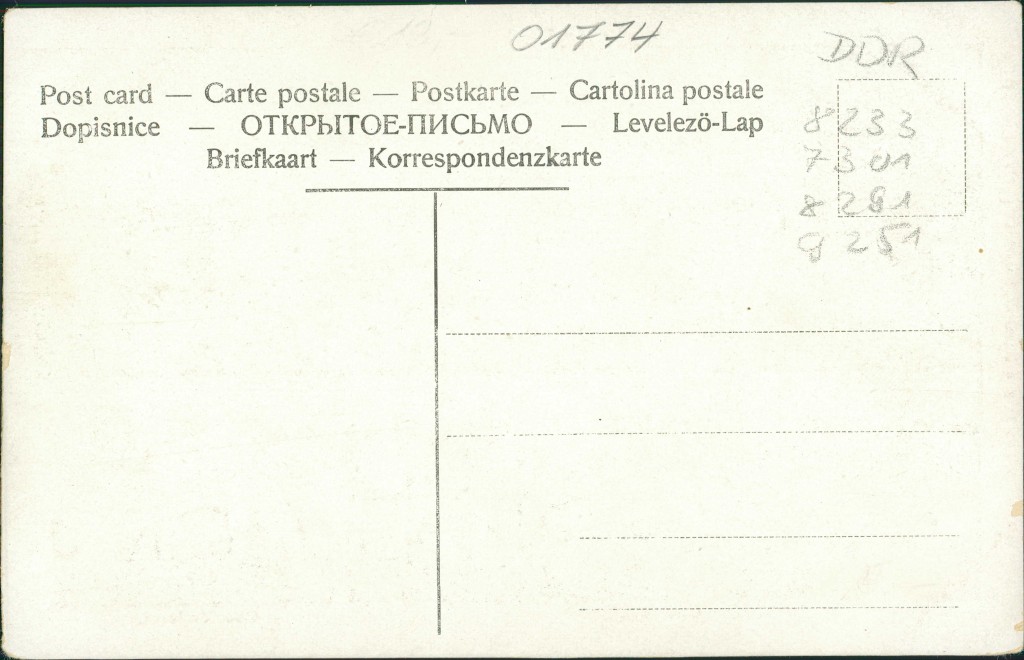 01774
DDR
Post card — Carte postale — Postkarte — Cartolina postale
Dopisnice — ОТКРЫТОЕ-ПИСЬМО — Levelezö-Lap
Briefkaart — Korrespondenzkarte
8233
7301
8281
9251